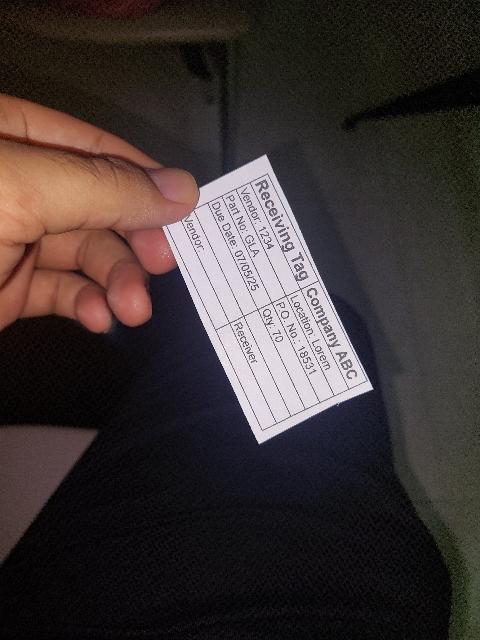 Receiving Tag Company ABC
Vendor: 1234 Location: Lorem
Part No: GLA P.O. No.: 18531
Due Date: 07/05/25 Qty: 70
Vendor Receiver